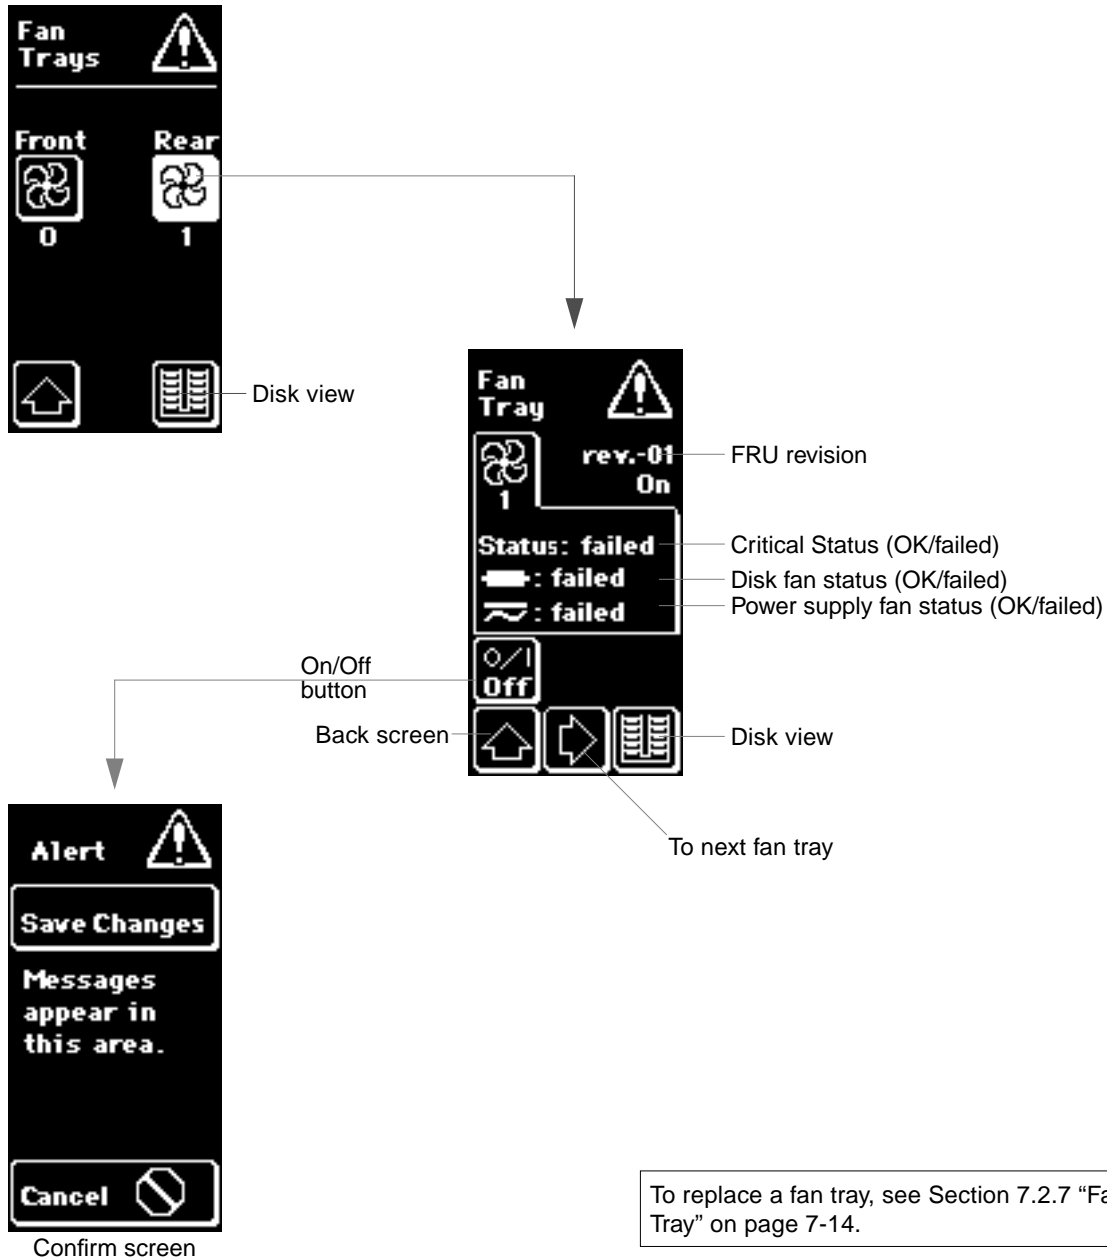 Fan
Trays
Front Rear
0 1
Disk view
Fan
Tray
rev.-01
On
1
FRU revision
Status: failed
Critical Status (OK/failed)
: failed
Disk fan status (OK/failed)
: failed
Power supply fan status (OK/failed)
O/I
Off
On/Off
button
Back screen
Disk view
To next fan tray
Alert
Save Changes
Messages
appear in
this area.
Cancel
Confirm screen
To replace a fan tray, see Section 7.2.7 “
Tray” on page 7-14.